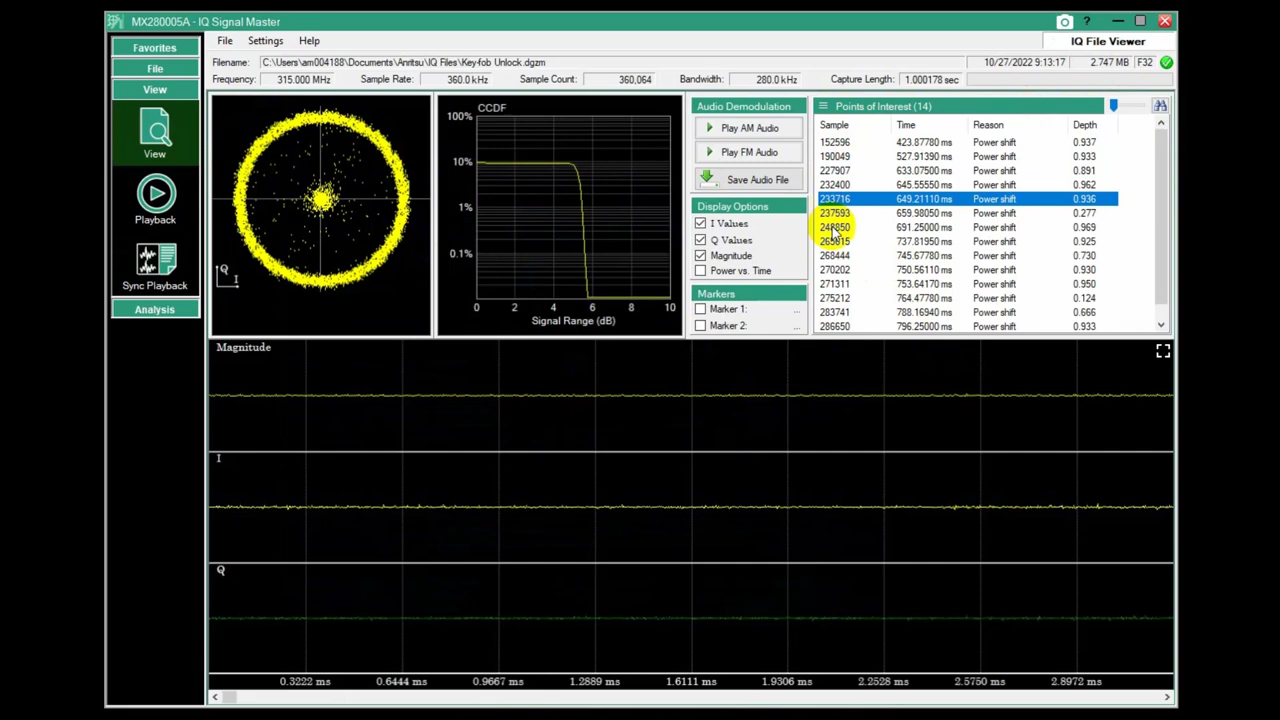 MX280005A - IQ Signal Master
Favorites
File
View
View
Playback
Sync Playback
Analysis
File Settings Help
IQ File Viewer
Filename: C:\Users\am004188\Documents\Anritsu\IQ Files\Key-fob Unlock.dgzm 10/27/2022 9:13:17 2.747 MB F32
Frequency: 315.000 MHz Sample Rate: 360.0 kHz Sample Count: 360,064 Bandwidth: 280.0 kHz Capture Length: 1.000178 sec
Q
I
CCDF
100%
10%
1%
0.1%
0 2 4 6 8 10
Signal Range (dB)
Audio Demodulation
Play AM Audio
Play FM Audio
Save Audio File
Display Options
I Values
Q Values
Magnitude
Power vs. Time
Markers
Marker 1: ...
Marker 2: ...
Points of Interest (14)
Sample Time Reason Depth
152596 423.87780 ms Power shift 0.937
190049 527.91390 ms Power shift 0.933
227907 633.07500 ms Power shift 0.891
232400 645.55550 ms Power shift 0.962
233716 649.21110 ms Power shift 0.936
237593 659.98050 ms Power shift 0.277
248850 691.25000 ms Power shift 0.969
265615 737.81950 ms Power shift 0.925
268444 745.67780 ms Power shift 0.730
270202 750.56110 ms Power shift 0.930
271311 753.64170 ms Power shift 0.950
275212 764.47780 ms Power shift 0.124
283741 788.16940 ms Power shift 0.666
286650 796.25000 ms Power shift 0.933
Magnitude
I
Q
0.3222 ms 0.6444 ms 0.9667 ms 1.2889 ms 1.6111 ms 1.9306 ms 2.2528 ms 2.5750 ms 2.8972 ms